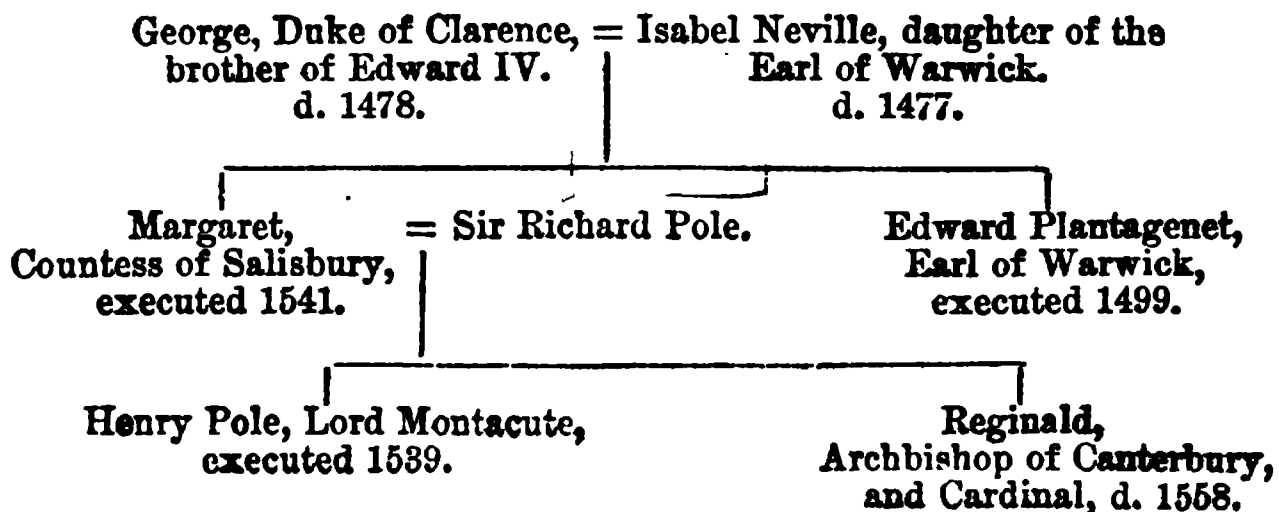 George, Duke of Clarence, = Isabel Neville, daughter of the
brother of Edward IV. Earl of Warwick.
d. 1478. d. 1477.
Margaret, = Sir Richard Pole. Edward Plantagenet,
Countess of Salisbury, Earl of Warwick,
executed 1541. executed 1499.
Henry Pole, Lord Montacute, Reginald,
executed 1539. Archbishop of Canterbury,
and Cardinal, d. 1558.